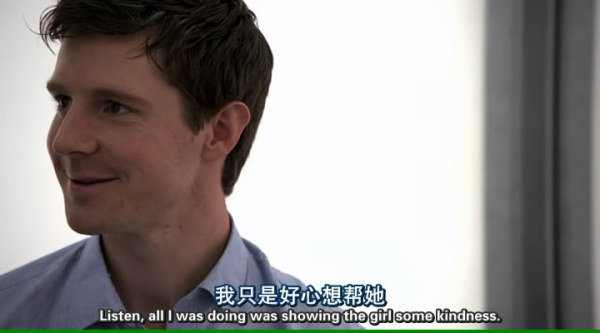 我只是好心想帮她
Listen, all I was doing was showing the girl some kindness.